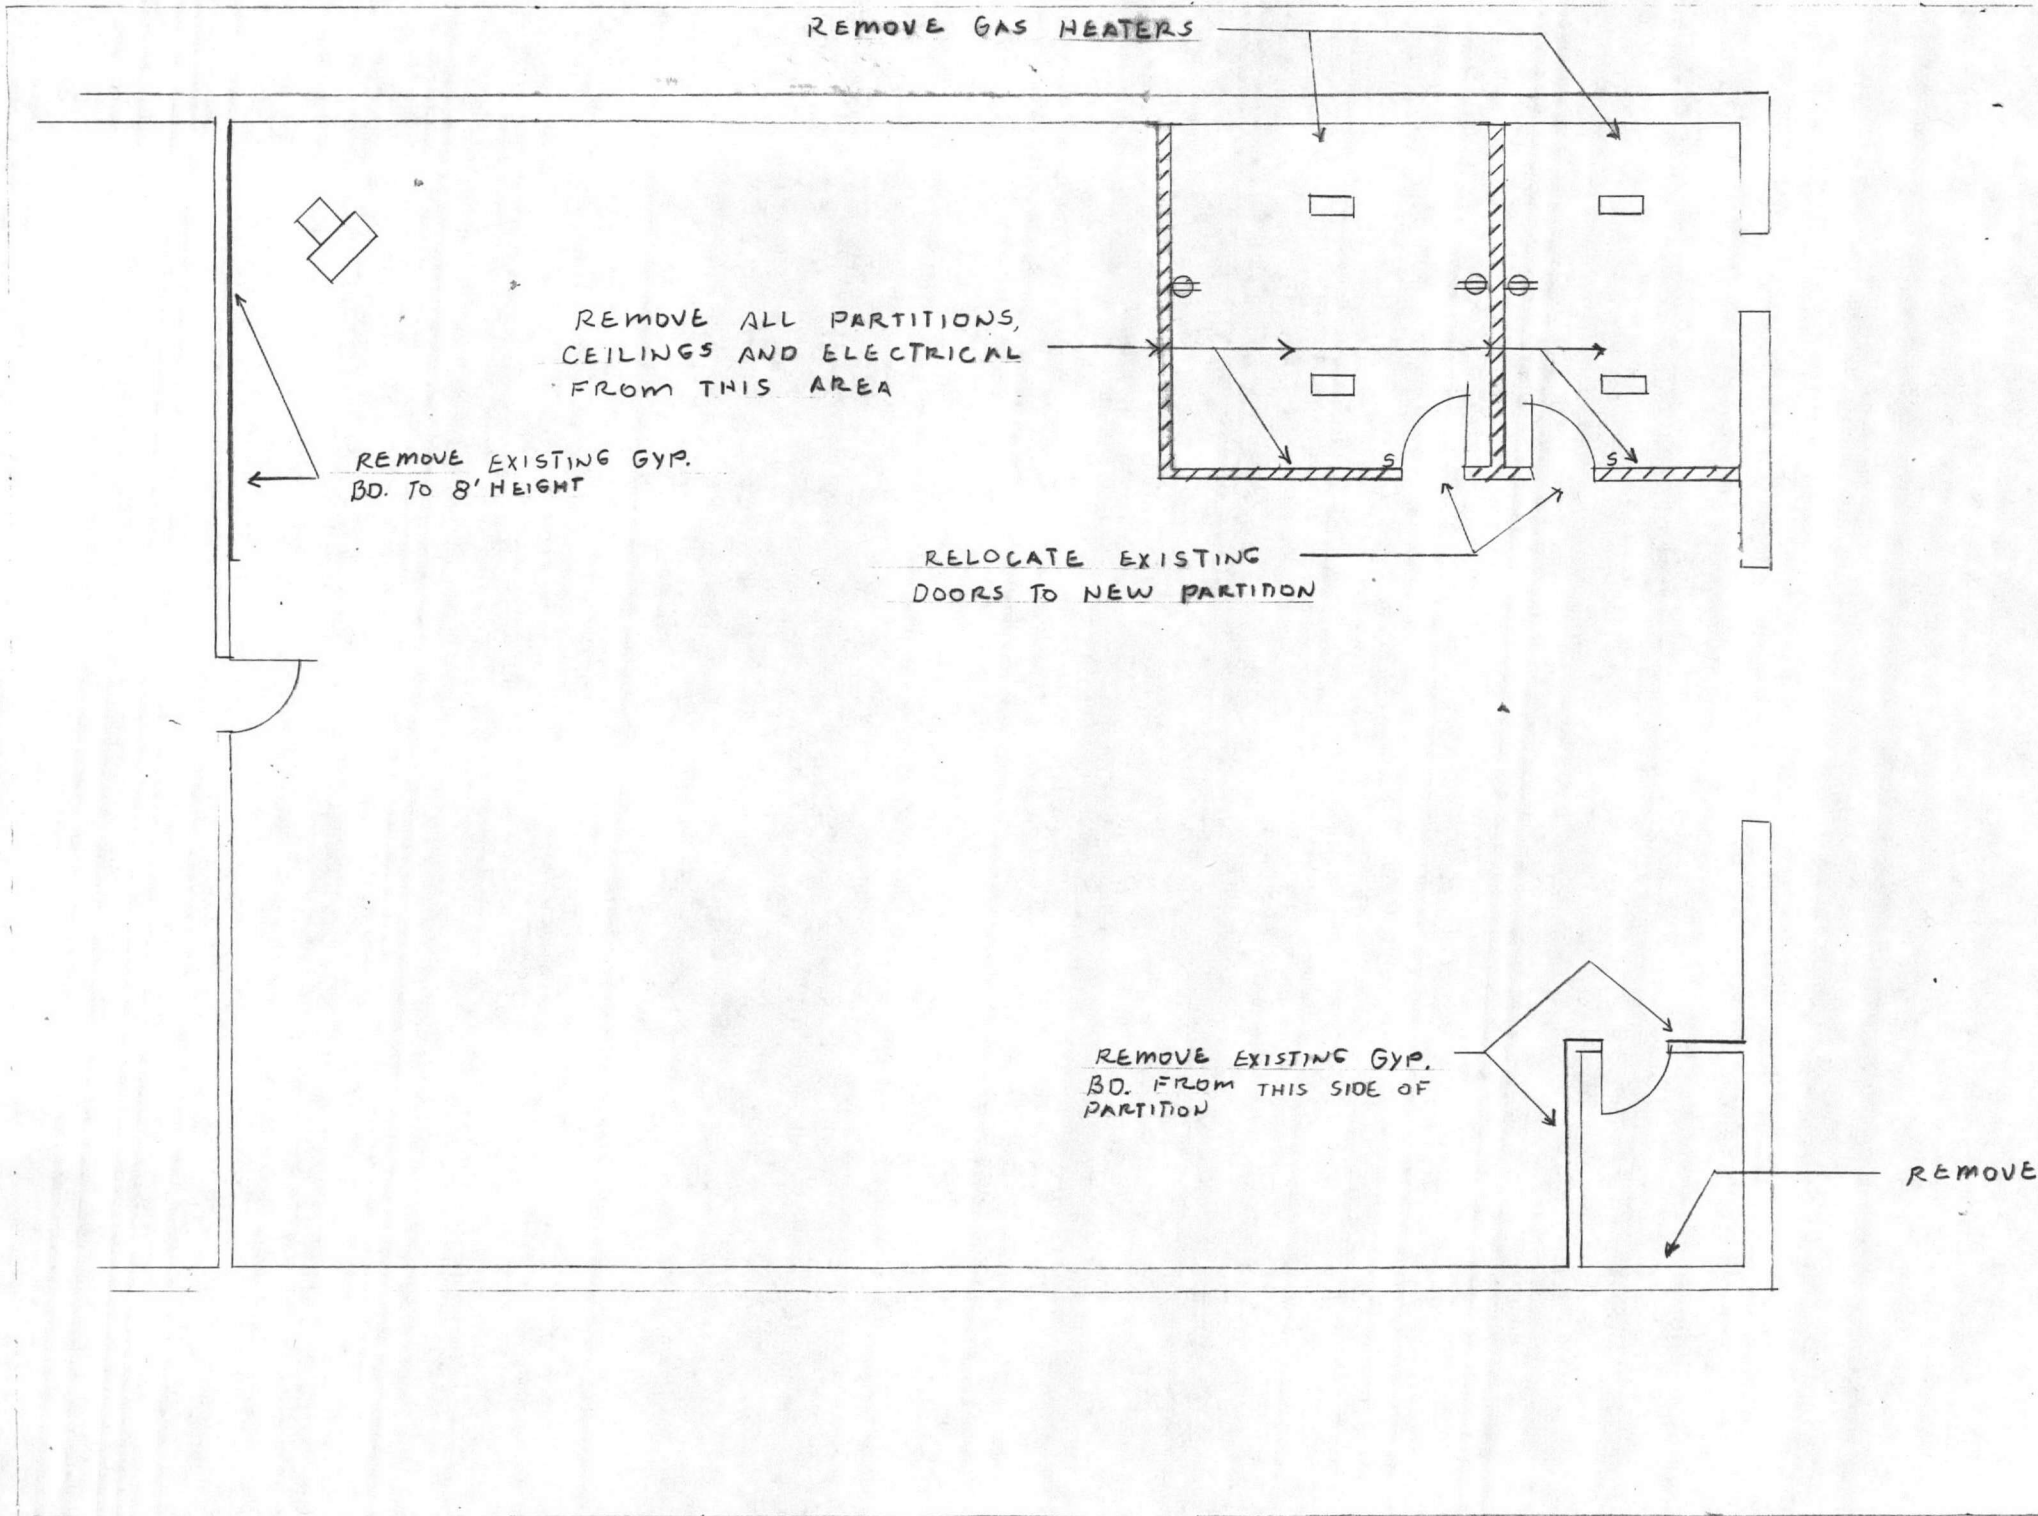 REMOVE GAS HEATERS
REMOVE ALL PARTITIONS,
CEILINGS AND ELECTRICAL
FROM THIS AREA
REMOVE EXISTING GYP.
BD. TO 8' HEIGHT
S
S
RELOCATE EXISTING
DOORS TO NEW PARTITION
REMOVE EXISTING GYP.
BD. FROM THIS SIDE OF
PARTITION
REMOVE